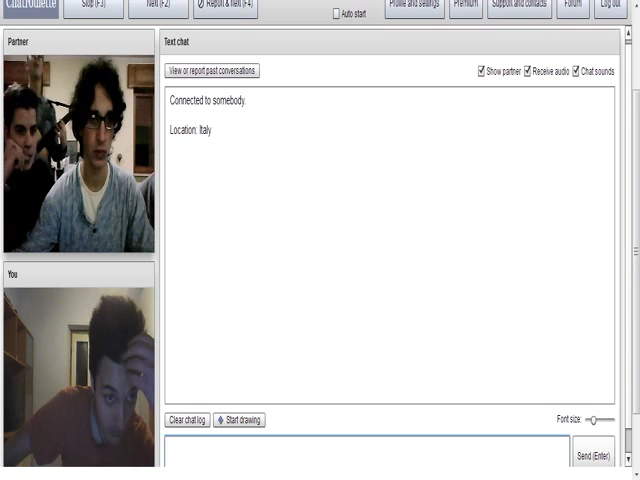 Chatroulette
Stop (F3)
Next (F2)
Report & next (F4)
Auto start
Profile and settings
Premium
Support and contacts
Forum
Log out
Partner
Text chat
View or report past conversations
Show partner
Receive audio
Chat sounds
Connected to somebody.
Location: Italy
You
Clear chat log
Start drawing
Font size:
Send (Enter)